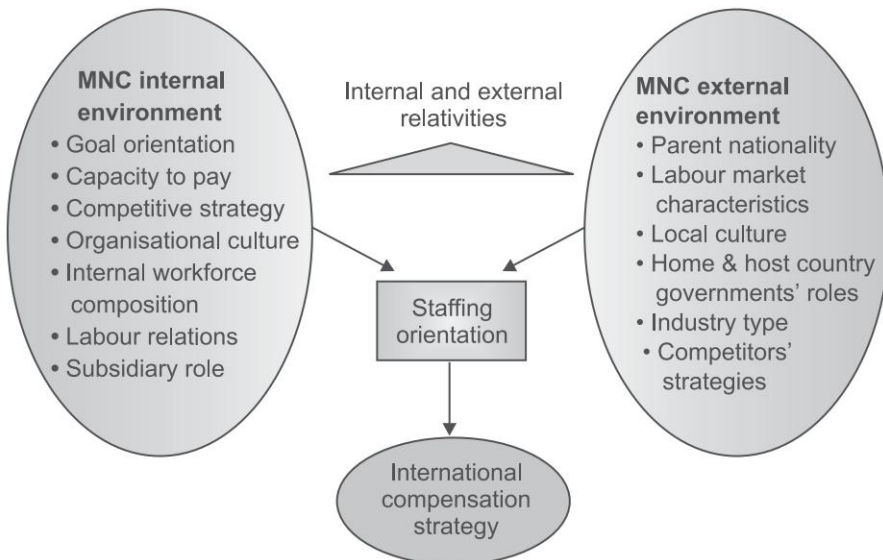 MNC internal
environment
• Goal orientation
• Capacity to pay
• Competitive strategy
• Organisational culture
• Internal workforce
composition
• Labour relations
• Subsidiary role
Internal and external
relativities
MNC external
environment
• Parent nationality
• Labour market
characteristics
• Local culture
• Home & host country
governments' roles
• Industry type
• Competitors'
strategies
Staffing
orientation
International
compensation
strategy